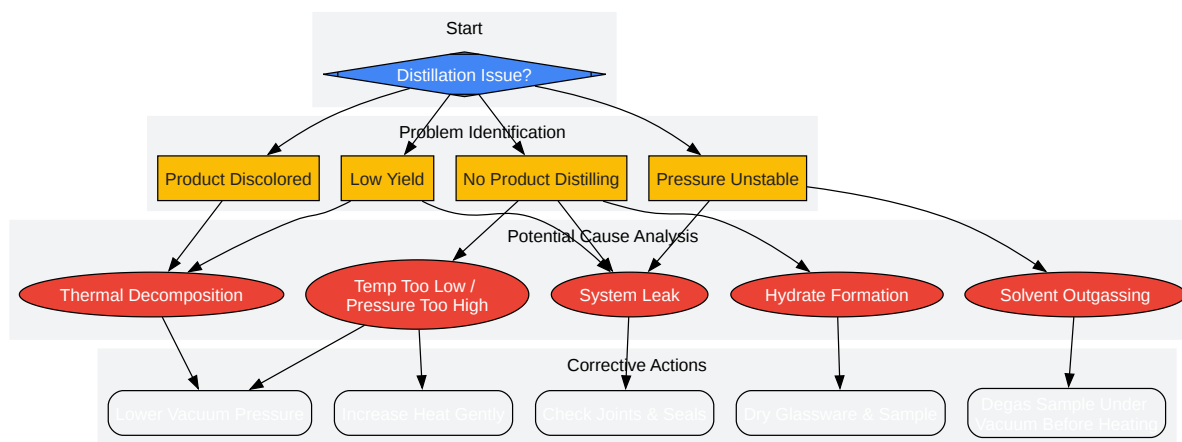 Start
Distillation Issue?
Problem Identification
Product Discolored
Low Yield
No Product Distilling
Pressure Unstable
Potential Cause Analysis
Thermal Decomposition
Temp Too Low /
Pressure Too High
System Leak
Hydrate Formation
Solvent Outgassing
Corrective Actions
Lower Vacuum Pressure
Increase Heat Gently
Check Joints & Seals
Dry Glassware & Sample
Degas Sample Under
Vacuum Before Heating